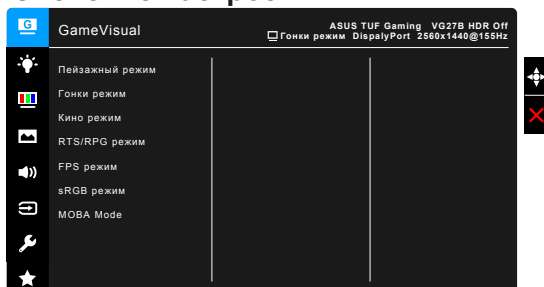 G
GameVisual
ASUS TUF Gaming VG27B HDR Off
Гонки режим DispalyPort 2560x1440@155Hz
Пейзажный режим
Гонки режим
Кино режим
RTS/RPG режим
FPS режим
sRGB режим
MOBA Mode